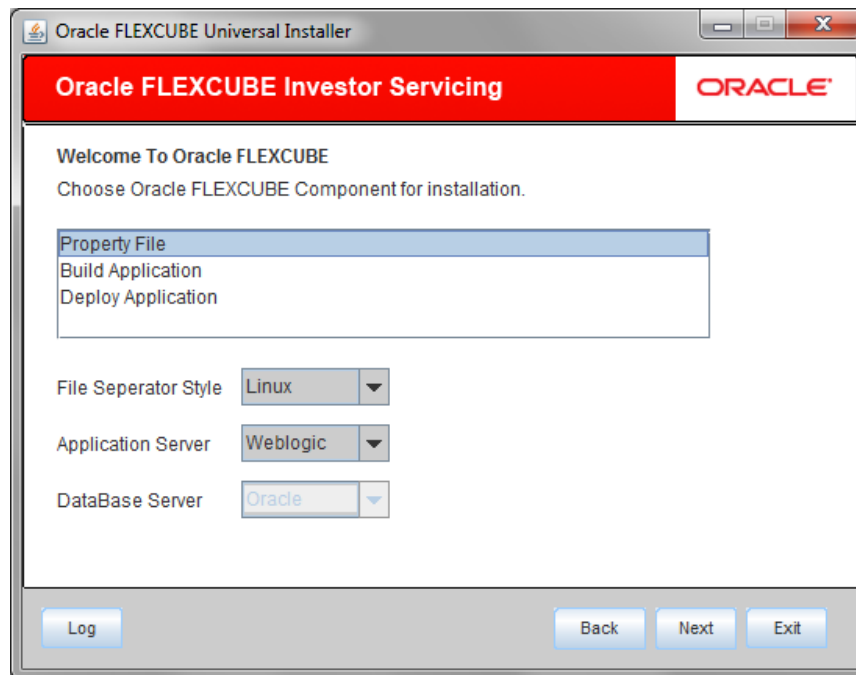 Oracle FLEXCUBE Universal Installer
Oracle FLEXCUBE Investor Servicing
ORACLE
Welcome To Oracle FLEXCUBE
Choose Oracle FLEXCUBE Component for installation.
Property File
Build Application
Deploy Application
File Seperator Style Linux
Application Server Weblogic
DataBase Server Oracle
Log Back Next Exit